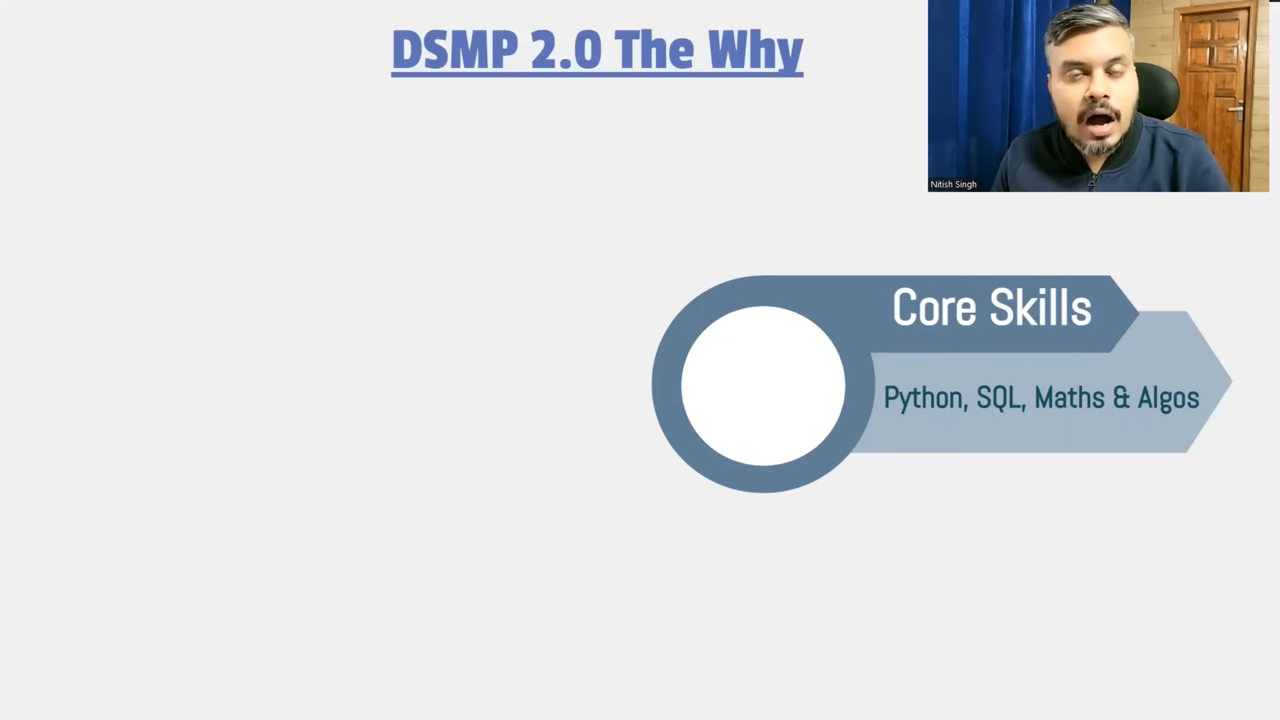 DSMP 2.0 The Why
Nitish Singh
Core Skills
Python, SQL, Maths & Algos